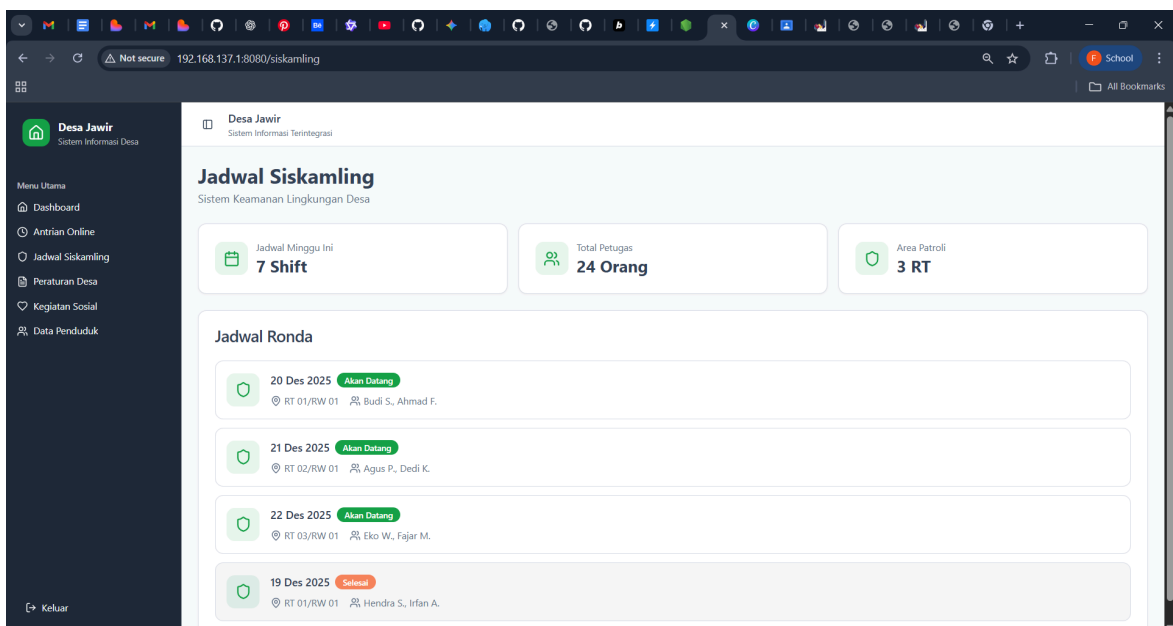 Not secure
192.168.137.1:8080/siskamling
School
All Bookmarks
Desa Jawir
Sistem Informasi Desa
Menu Utama
Dashboard
Antrian Online
Jadwal Siskamling
Peraturan Desa
Kegiatan Sosial
Data Penduduk
Keluar
Desa Jawir
Sistem Informasi Terintegrasi
Jadwal Siskamling
Sistem Keamanan Lingkungan Desa
Jadwal Minggu Ini
7 Shift
Total Petugas
24 Orang
Area Patroli
3 RT
Jadwal Ronda
20 Des 2025 Akan Datang
RT 01/RW 01 Budi S., Ahmad F.
21 Des 2025 Akan Datang
RT 02/RW 01 Agus P., Dedi K.
22 Des 2025 Akan Datang
RT 03/RW 01 Eko W., Fajar M.
19 Des 2025 Selesai
RT 01/RW 01 Hendra S., Irfan A.